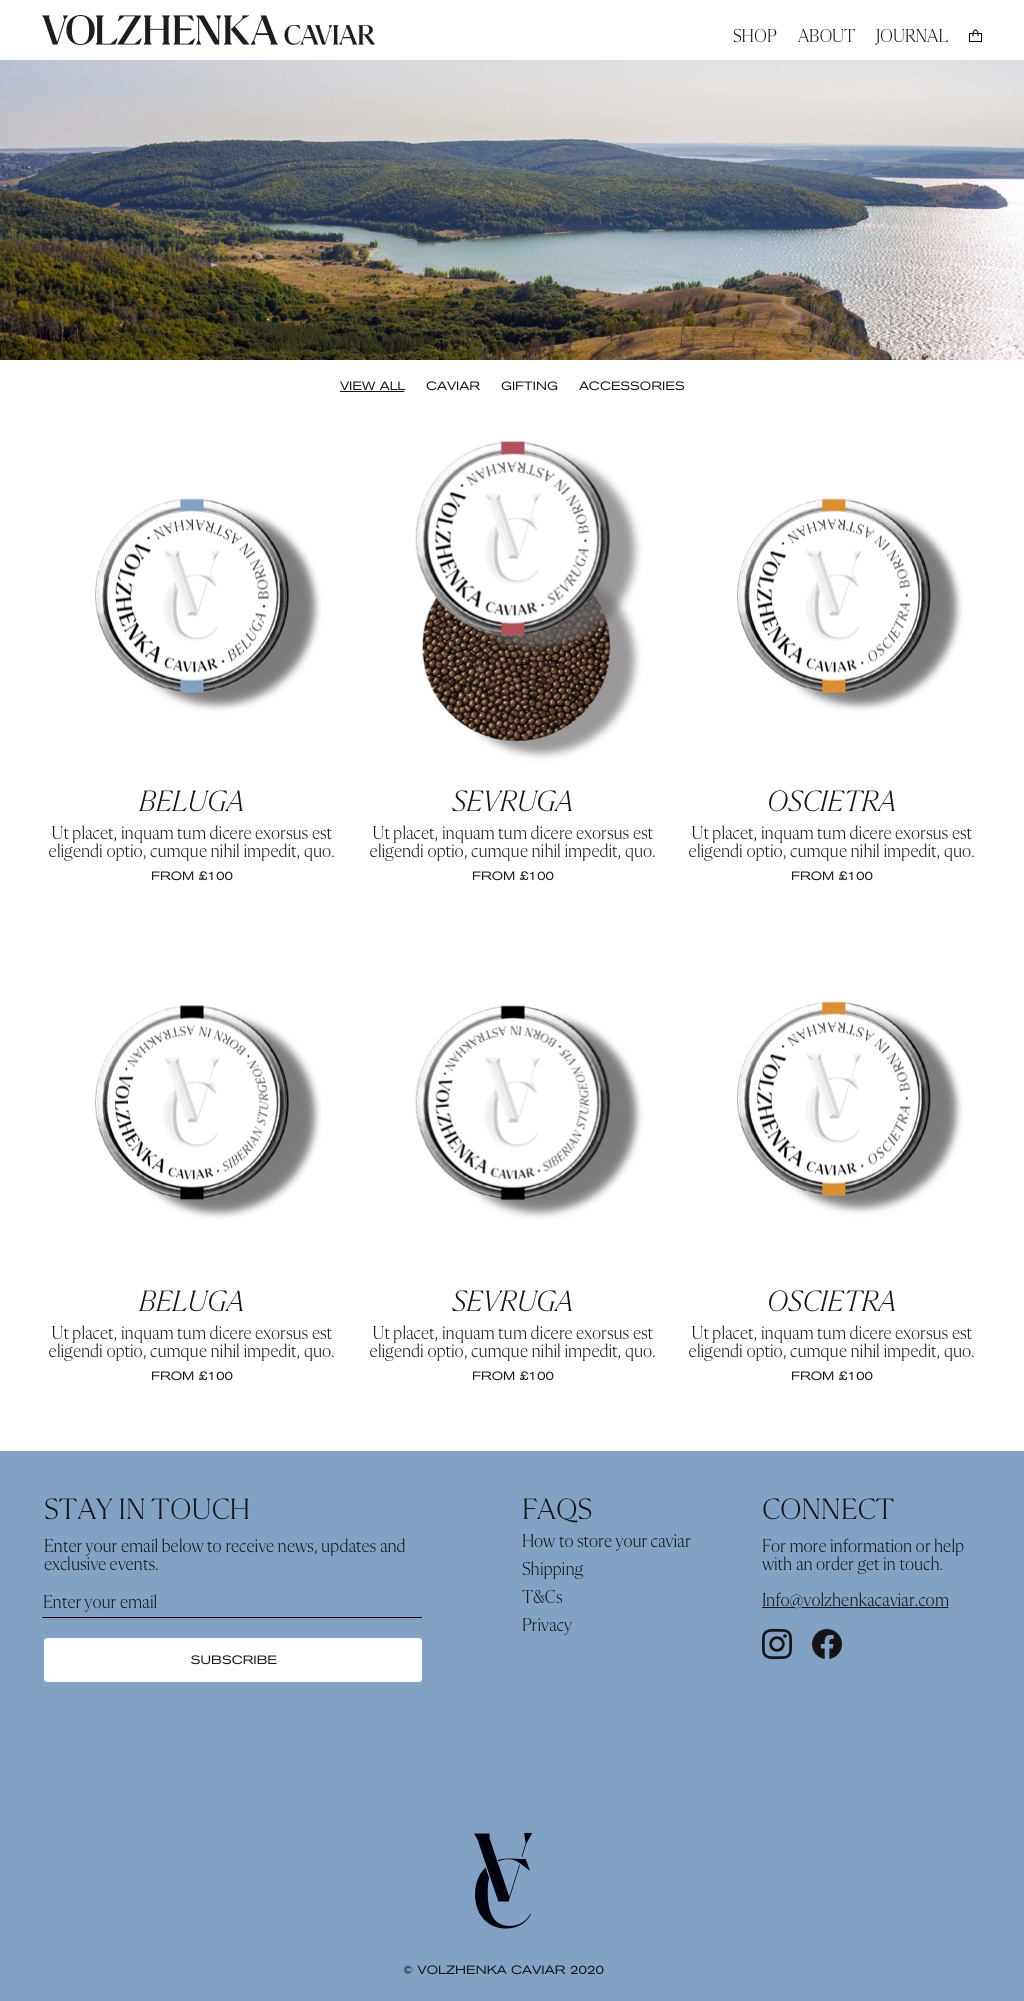 VOLZHENKA CAVIAR
SHOP ABOUT JOURNAL
VIEW ALL CAVIAR GIFTING ACCESSORIES
VOLZHENKA CAVIAR · BELUGA · BORN IN ASTRAKHAN ·
VC
VOLZHENKA CAVIAR · SEVRUGA · BORN IN ASTRAKHAN ·
VC
VOLZHENKA CAVIAR · OSCIETRA · BORN IN ASTRAKHAN ·
VC
BELUGA
Ut placet, inquam tum dicere exorsus est
eligendi optio, cumque nihil impedit, quo.
FROM £100
SEVRUGA
Ut placet, inquam tum dicere exorsus est
eligendi optio, cumque nihil impedit, quo.
FROM £100
OSCIETRA
Ut placet, inquam tum dicere exorsus est
eligendi optio, cumque nihil impedit, quo.
FROM £100
VOLZHENKA CAVIAR · SIBERIAN STURGEON · BORN IN ASTRAKHAN ·
VC
VOLZHENKA CAVIAR · SIBERIAN STURGEON VIS · BORN IN ASTRAKHAN ·
VC
VOLZHENKA CAVIAR · OSCIETRA · BORN IN ASTRAKHAN ·
VC
BELUGA
Ut placet, inquam tum dicere exorsus est
eligendi optio, cumque nihil impedit, quo.
FROM £100
SEVRUGA
Ut placet, inquam tum dicere exorsus est
eligendi optio, cumque nihil impedit, quo.
FROM £100
OSCIETRA
Ut placet, inquam tum dicere exorsus est
eligendi optio, cumque nihil impedit, quo.
FROM £100
STAY IN TOUCH
Enter your email below to receive news, updates and
exclusive events.
Enter your email
SUBSCRIBE
FAQS
How to store your caviar
Shipping
T&Cs
Privacy
CONNECT
For more information or help
with an order get in touch.
Info@volzhenkacaviar.com
VC
© VOLZHENKA CAVIAR 2020